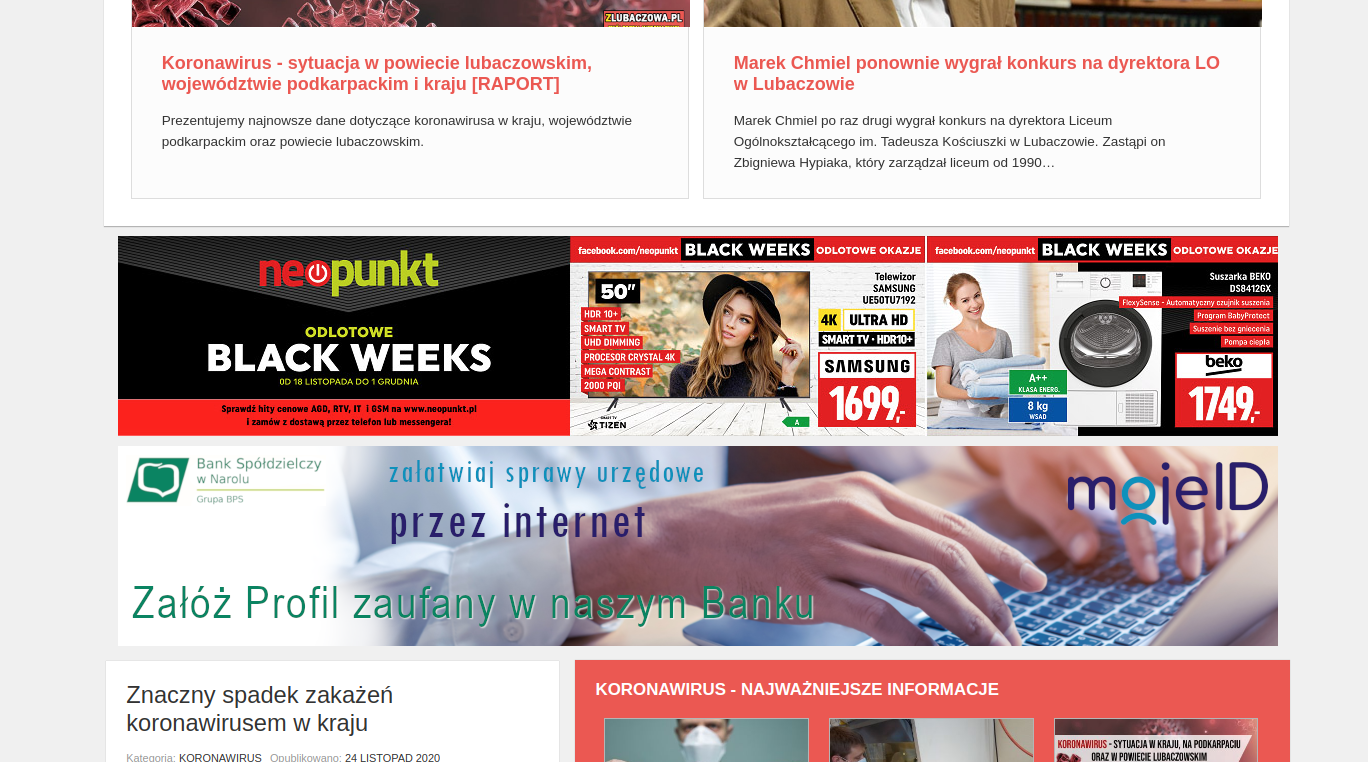 ZLUBACZOWA.PL
Koronawirus - sytuacja w powiecie lubaczowskim,
województwie podkarpackim i kraju [RAPORT]
Prezentujemy najnowsze dane dotyczące koronawirusa w kraju, województwie
podkarpackim oraz powiecie lubaczowskim.
Marek Chmiel ponownie wygrał konkurs na dyrektora LO
w Lubaczowie
Marek Chmiel po raz drugi wygrał konkurs na dyrektora Liceum
Ogólnokształcącego im. Tadeusza Kościuszki w Lubaczowie. Zastąpi on
Zbigniewa Hypiaka, który zarządzał liceum od 1990…
neopunkt
ODLOTOWE
BLACK WEEKS
OD 18 LISTOPADA DO 1 GRUDNIA
Sprawdź hity cenowe AGD, RTV, IT i GSM na www.neopunkt.pl
i zamów z dostawą przez telefon lub messengera!
facebook.com/neopunkt BLACK WEEKS ODLOTOWE OKAZJE
50"
HDR 10+
SMART TV
UHD DIMMING
PROCESOR CRYSTAL 4K
MEGA CONTRAST
2000 PQI
SMART TV
TIZEN
A
Telewizor
SAMSUNG
UE50TU7192
4K ULTRA HD
SMART TV · HDR10+
SAMSUNG
1699,-
facebook.com/neopunkt BLACK WEEKS ODLOTOWE OKAZJE
Suszarka BEKO
DS8412GX
FlexySense - Automatyczny czujnik suszenia
Program BabyProtect
Suszenie bez gniecenia
Pompa ciepła
A++
KLASA ENERG.
8 kg
WSAD
beko
1749,-
Bank Spółdzielczy
w Narolu
Grupa BPS
załatwiaj sprawy urzędowe
przez internet
mojeID
Załóż Profil zaufany w naszym Banku
Znaczny spadek zakażeń
koronawirusem w kraju
Kategoria: KORONAWIRUS Opublikowano: 24 LISTOPAD 2020
KORONAWIRUS - NAJWAŻNIEJSZE INFORMACJE
KORONAWIRUS - SYTUACJA W KRAJU, NA PODKARPACIU
ORAZ W POWIECIE LUBACZOWSKIM